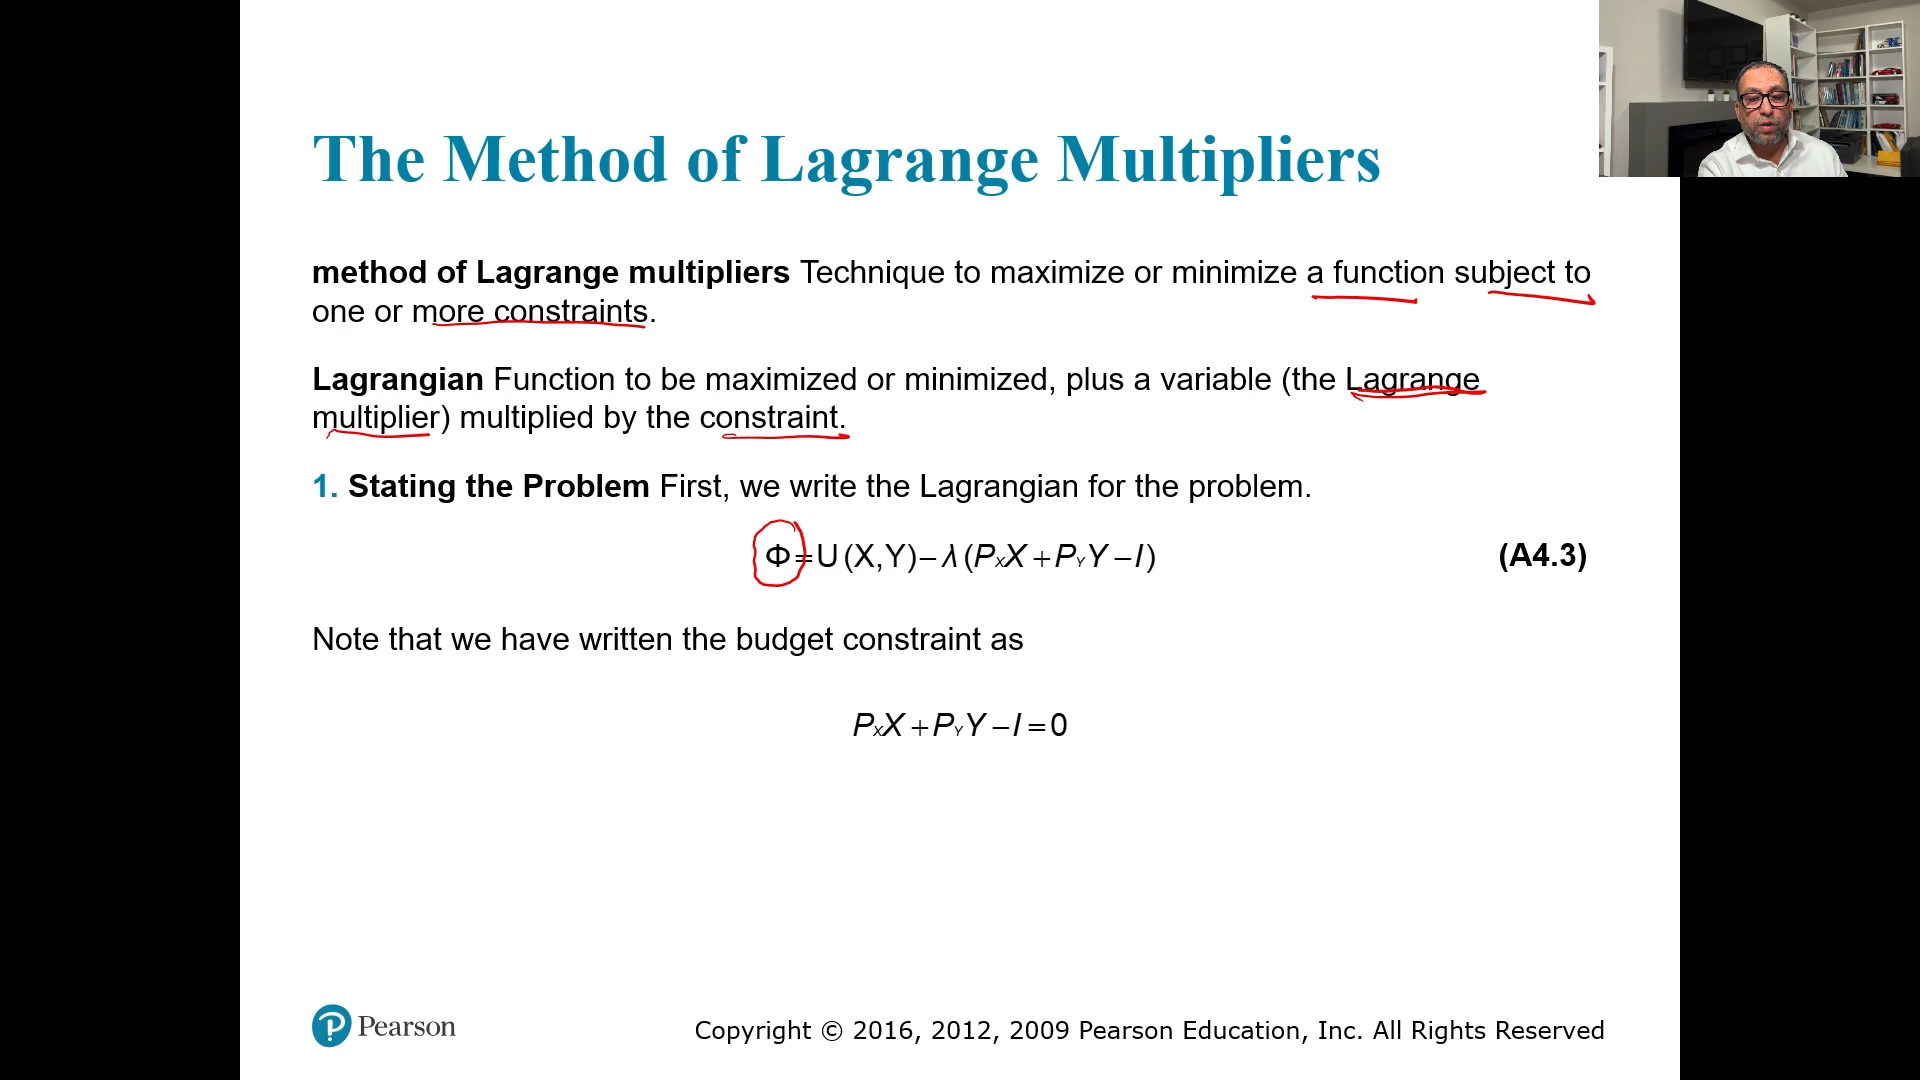 The Method of Lagrange Multipliers
method of Lagrange multipliers Technique to maximize or minimize a function subject to
one or more constraints.
Lagrangian Function to be maximized or minimized, plus a variable (the Lagrange
multiplier) multiplied by the constraint.
1. Stating the Problem First, we write the Lagrangian for the problem.
Φ=U(X,Y)−λ(PₓX+PᵧY−I) (A4.3)
Note that we have written the budget constraint as
PₓX+PᵧY−I=0
Pearson
Copyright © 2016, 2012, 2009 Pearson Education, Inc. All Rights Reserved